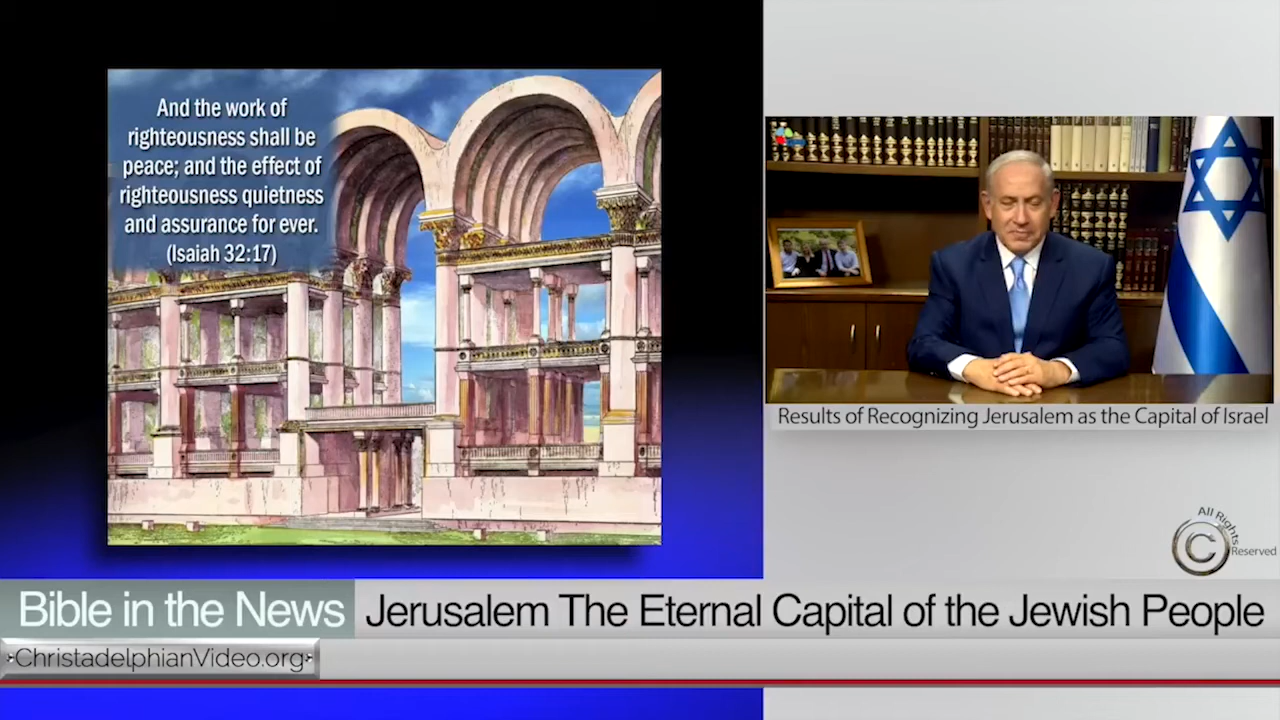 And the work of
righteousness shall be
peace; and the effect of
righteousness quietness
and assurance for ever.
(Isaiah 32:17)
Results of Recognizing Jerusalem as the Capital of Israel
All Rights
C
Reserved
Bible in the News
Jerusalem The Eternal Capital of the Jewish People
ChristadelphianVideo.org